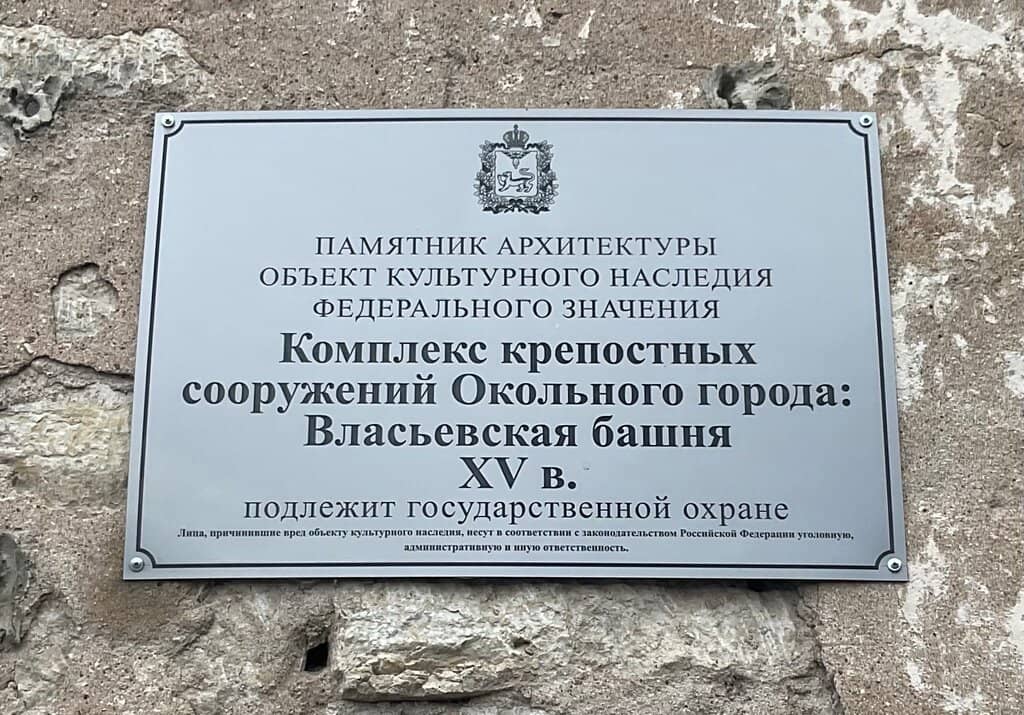 ПАМЯТНИК АРХИТЕКТУРЫ
ОБЪЕКТ КУЛЬТУРНОГО НАСЛЕДИЯ
ФЕДЕРАЛЬНОГО ЗНАЧЕНИЯ
Комплекс крепостных
сооружений Окольного города:
Власьевская башня
XV в.
подлежит государственной охране
Лица, причинившие вред объекту культурного наследия, несут в соответствии с законодательством Российской Федерации уголовную,
административную и иную ответственность.